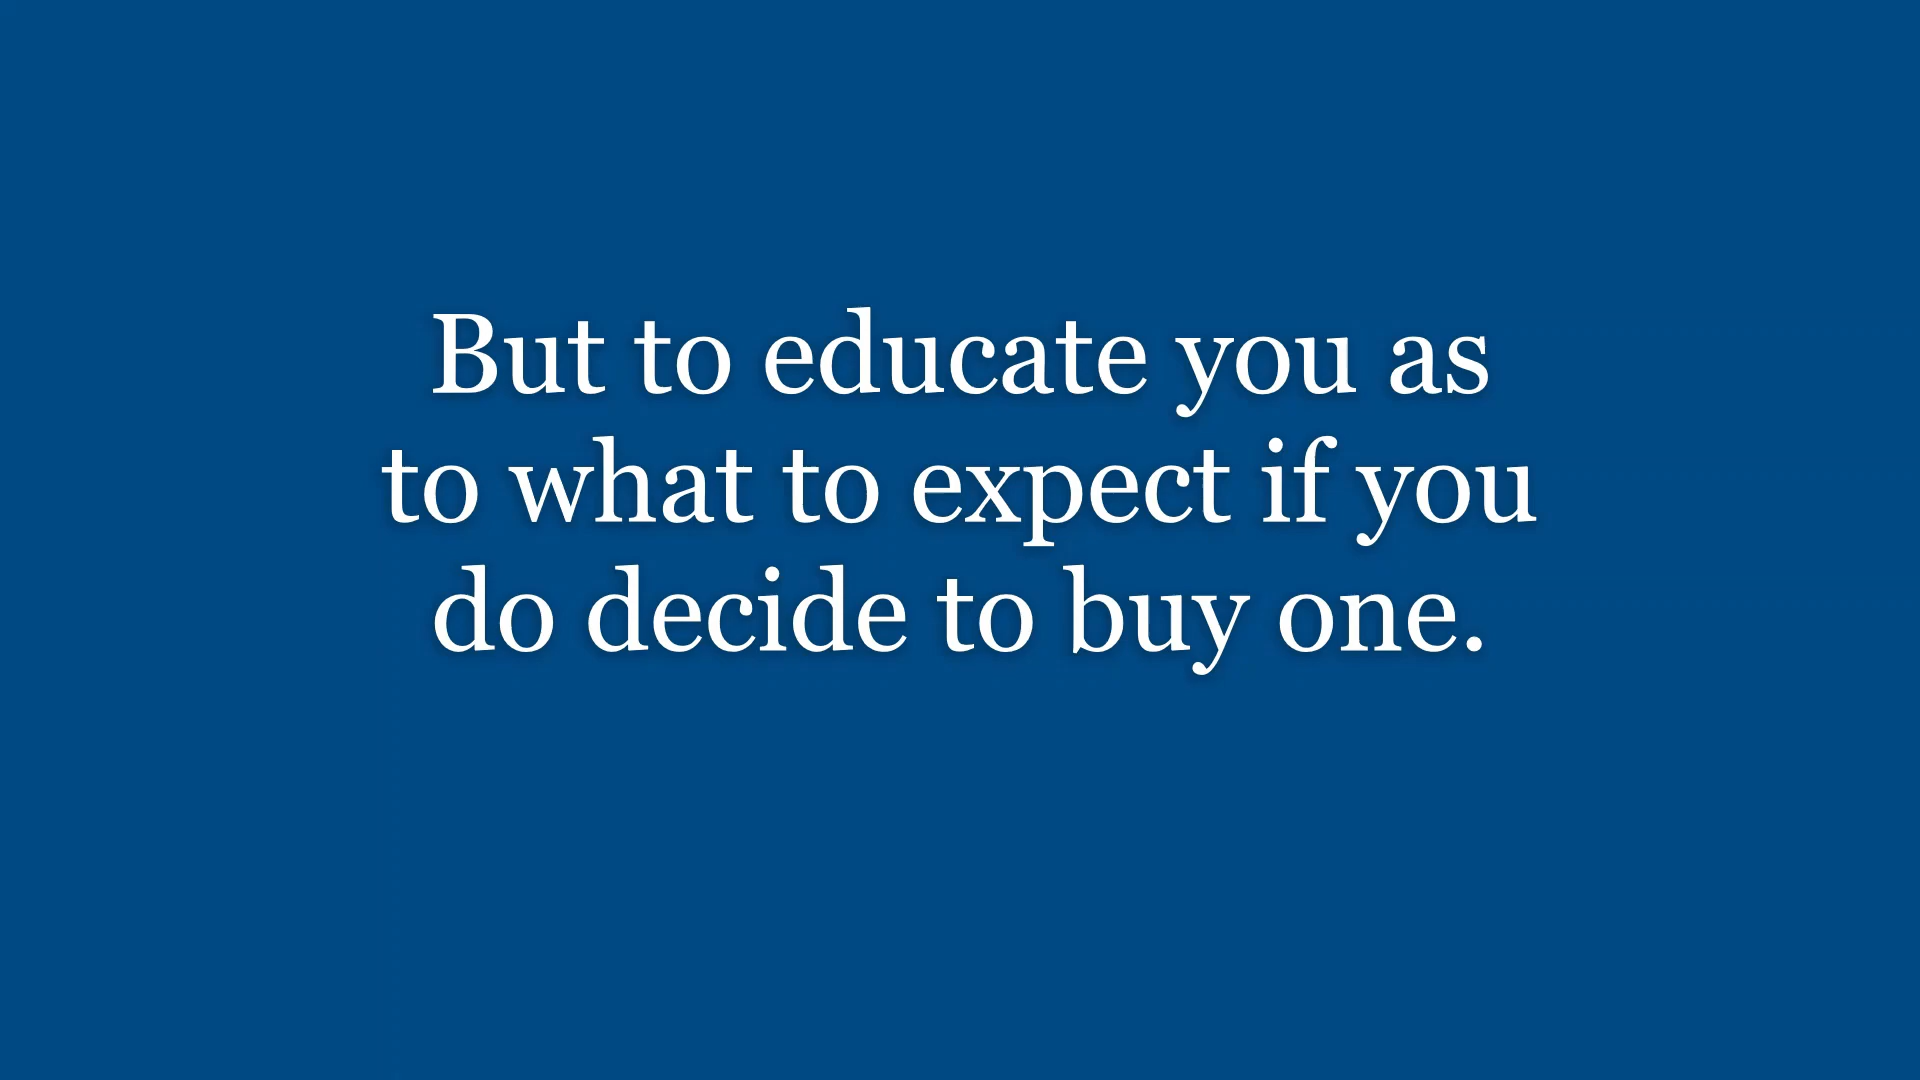 But to educate you as
to what to expect if you
do decide to buy one.